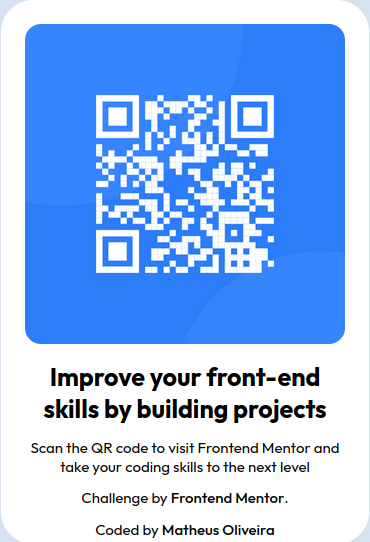 Improve your front-end
skills by building projects
Scan the QR code to visit Frontend Mentor and
take your coding skills to the next level
Challenge by Frontend Mentor.
Coded by Matheus Oliveira